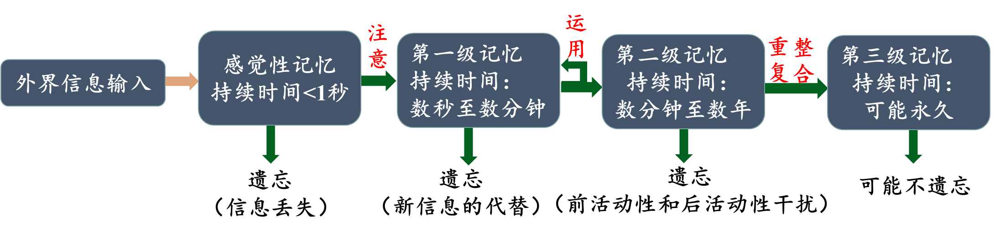 外界信息输入
感觉性记忆
持续时间<1秒
注
意
第一级记忆
持续时间：
数秒至数分钟
运
用
第二级记忆
持续时间：
数分钟至数年
重整
复合
第三级记忆
持续时间：
可能永久
遗忘
（信息丢失）
遗忘
（新信息的代替）
遗忘
（前活动性和后活动性干扰）
可能不遗忘